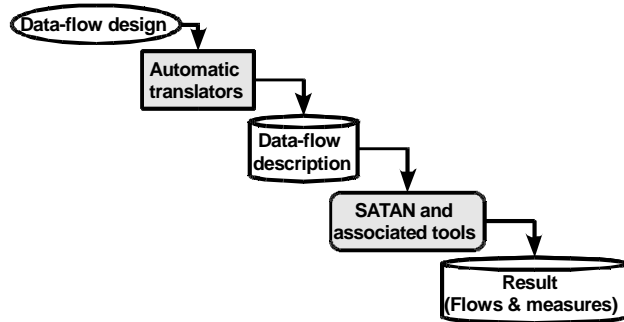 Data-flow design
Automatic
translators
Data-flow
description
SATAN and
associated tools
Result
(Flows & measures)